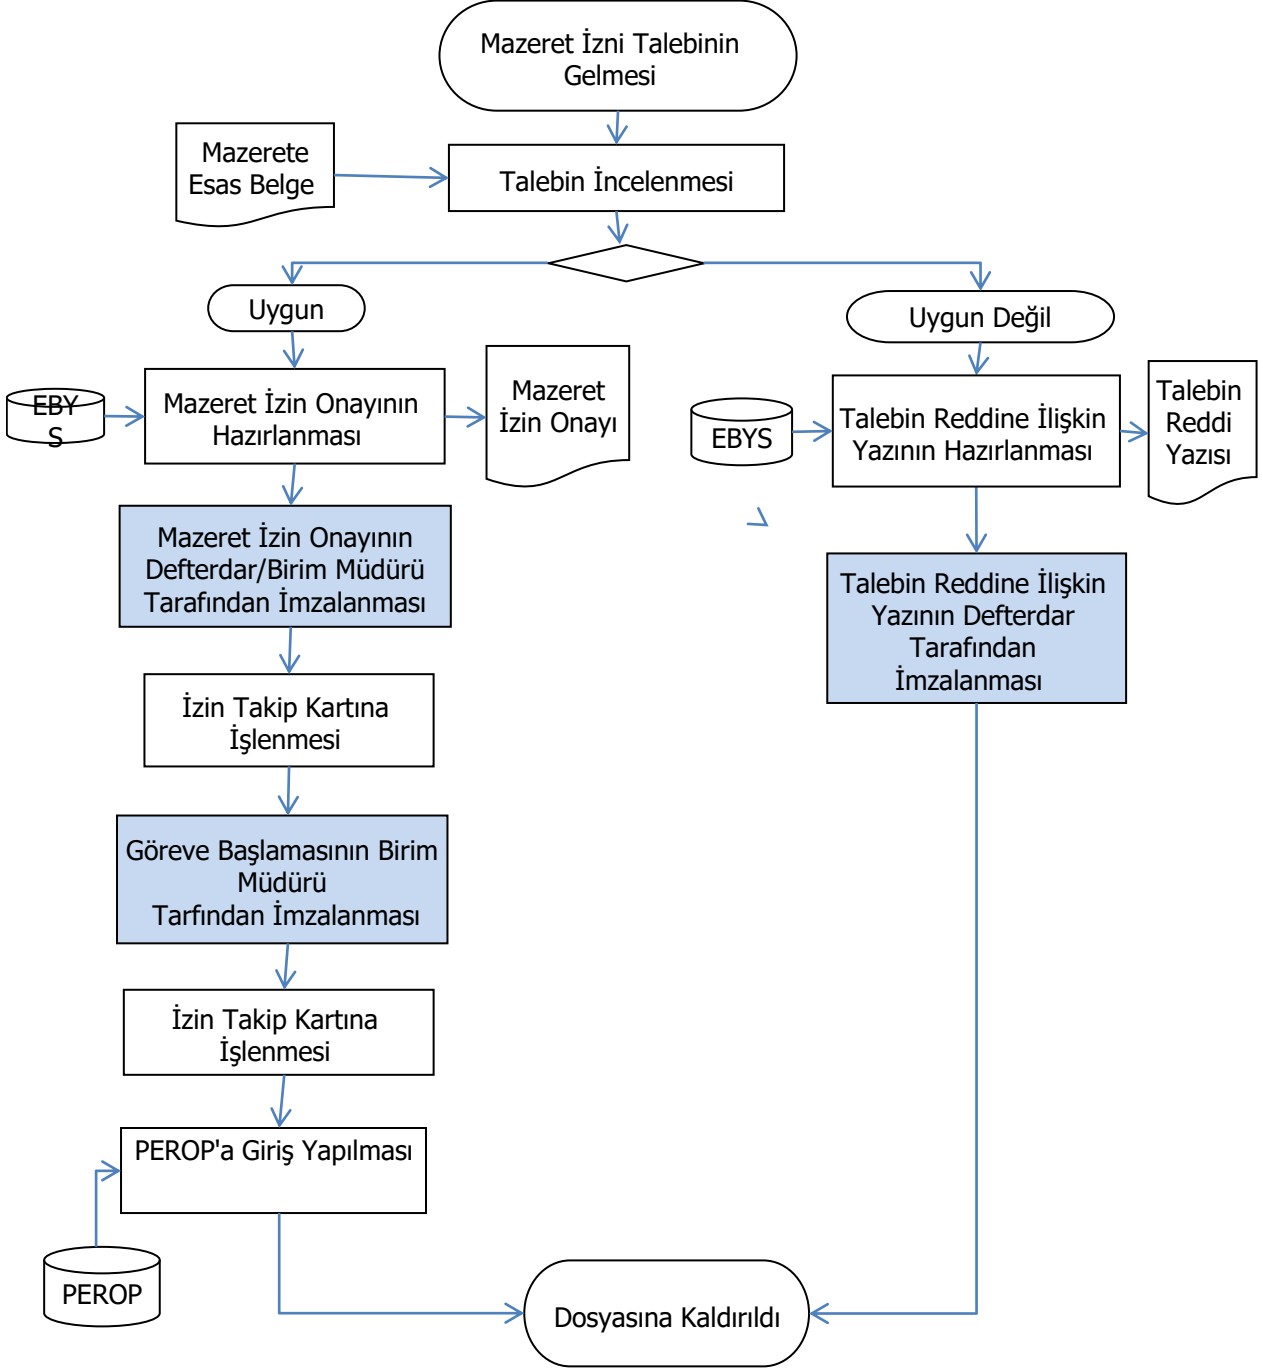 Mazeret İzni Talebinin
Gelmesi
Mazerete
Esas Belge
Talebin İncelenmesi
Uygun
Uygun Değil
EBY
S
Mazeret İzin Onayının
Hazırlanması
Mazeret
İzin Onayı
EBYS
Talebin Reddine İlişkin
Yazının Hazırlanması
Talebin
Reddi
Yazısı
Mazeret İzin Onayının
Defterdar/Birim Müdürü
Tarafından İmzalanması
Talebin Reddine İlişkin
Yazının Defterdar
Tarafından
İmzalanması
İzin Takip Kartına
İşlenmesi
Göreve Başlamasının Birim
Müdürü
Tarfından İmzalanması
İzin Takip Kartına
İşlenmesi
PEROP'a Giriş Yapılması
PEROP
Dosyasına Kaldırıldı